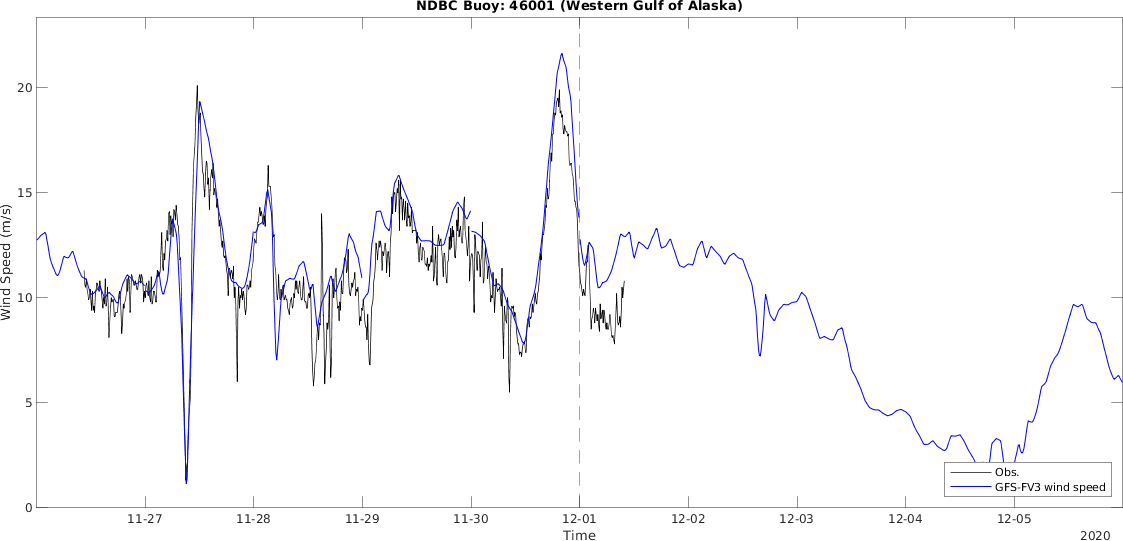 NDBC Buoy: 46001 (Western Gulf of Alaska)
20
15
10
5
0
Wind Speed (m/s)
11-27 11-28 11-29 11-30 12-01 12-02 12-03 12-04 12-05
Time
2020
Obs.
GFS-FV3 wind speed